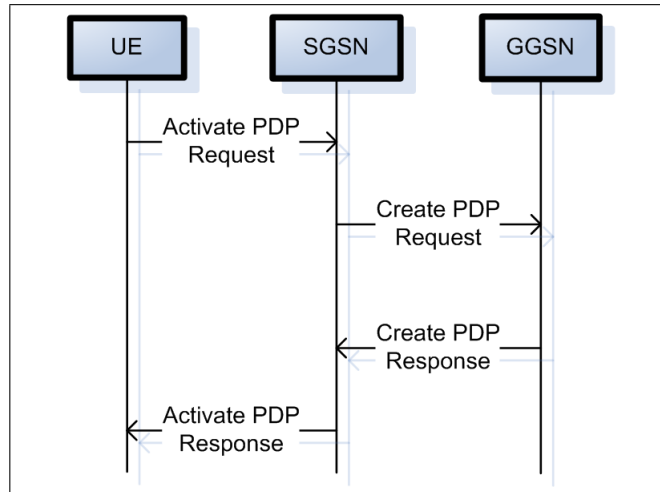 UE
SGSN
GGSN
Activate PDP
Request
Create PDP
Request
Create PDP
Response
Activate PDP
Response